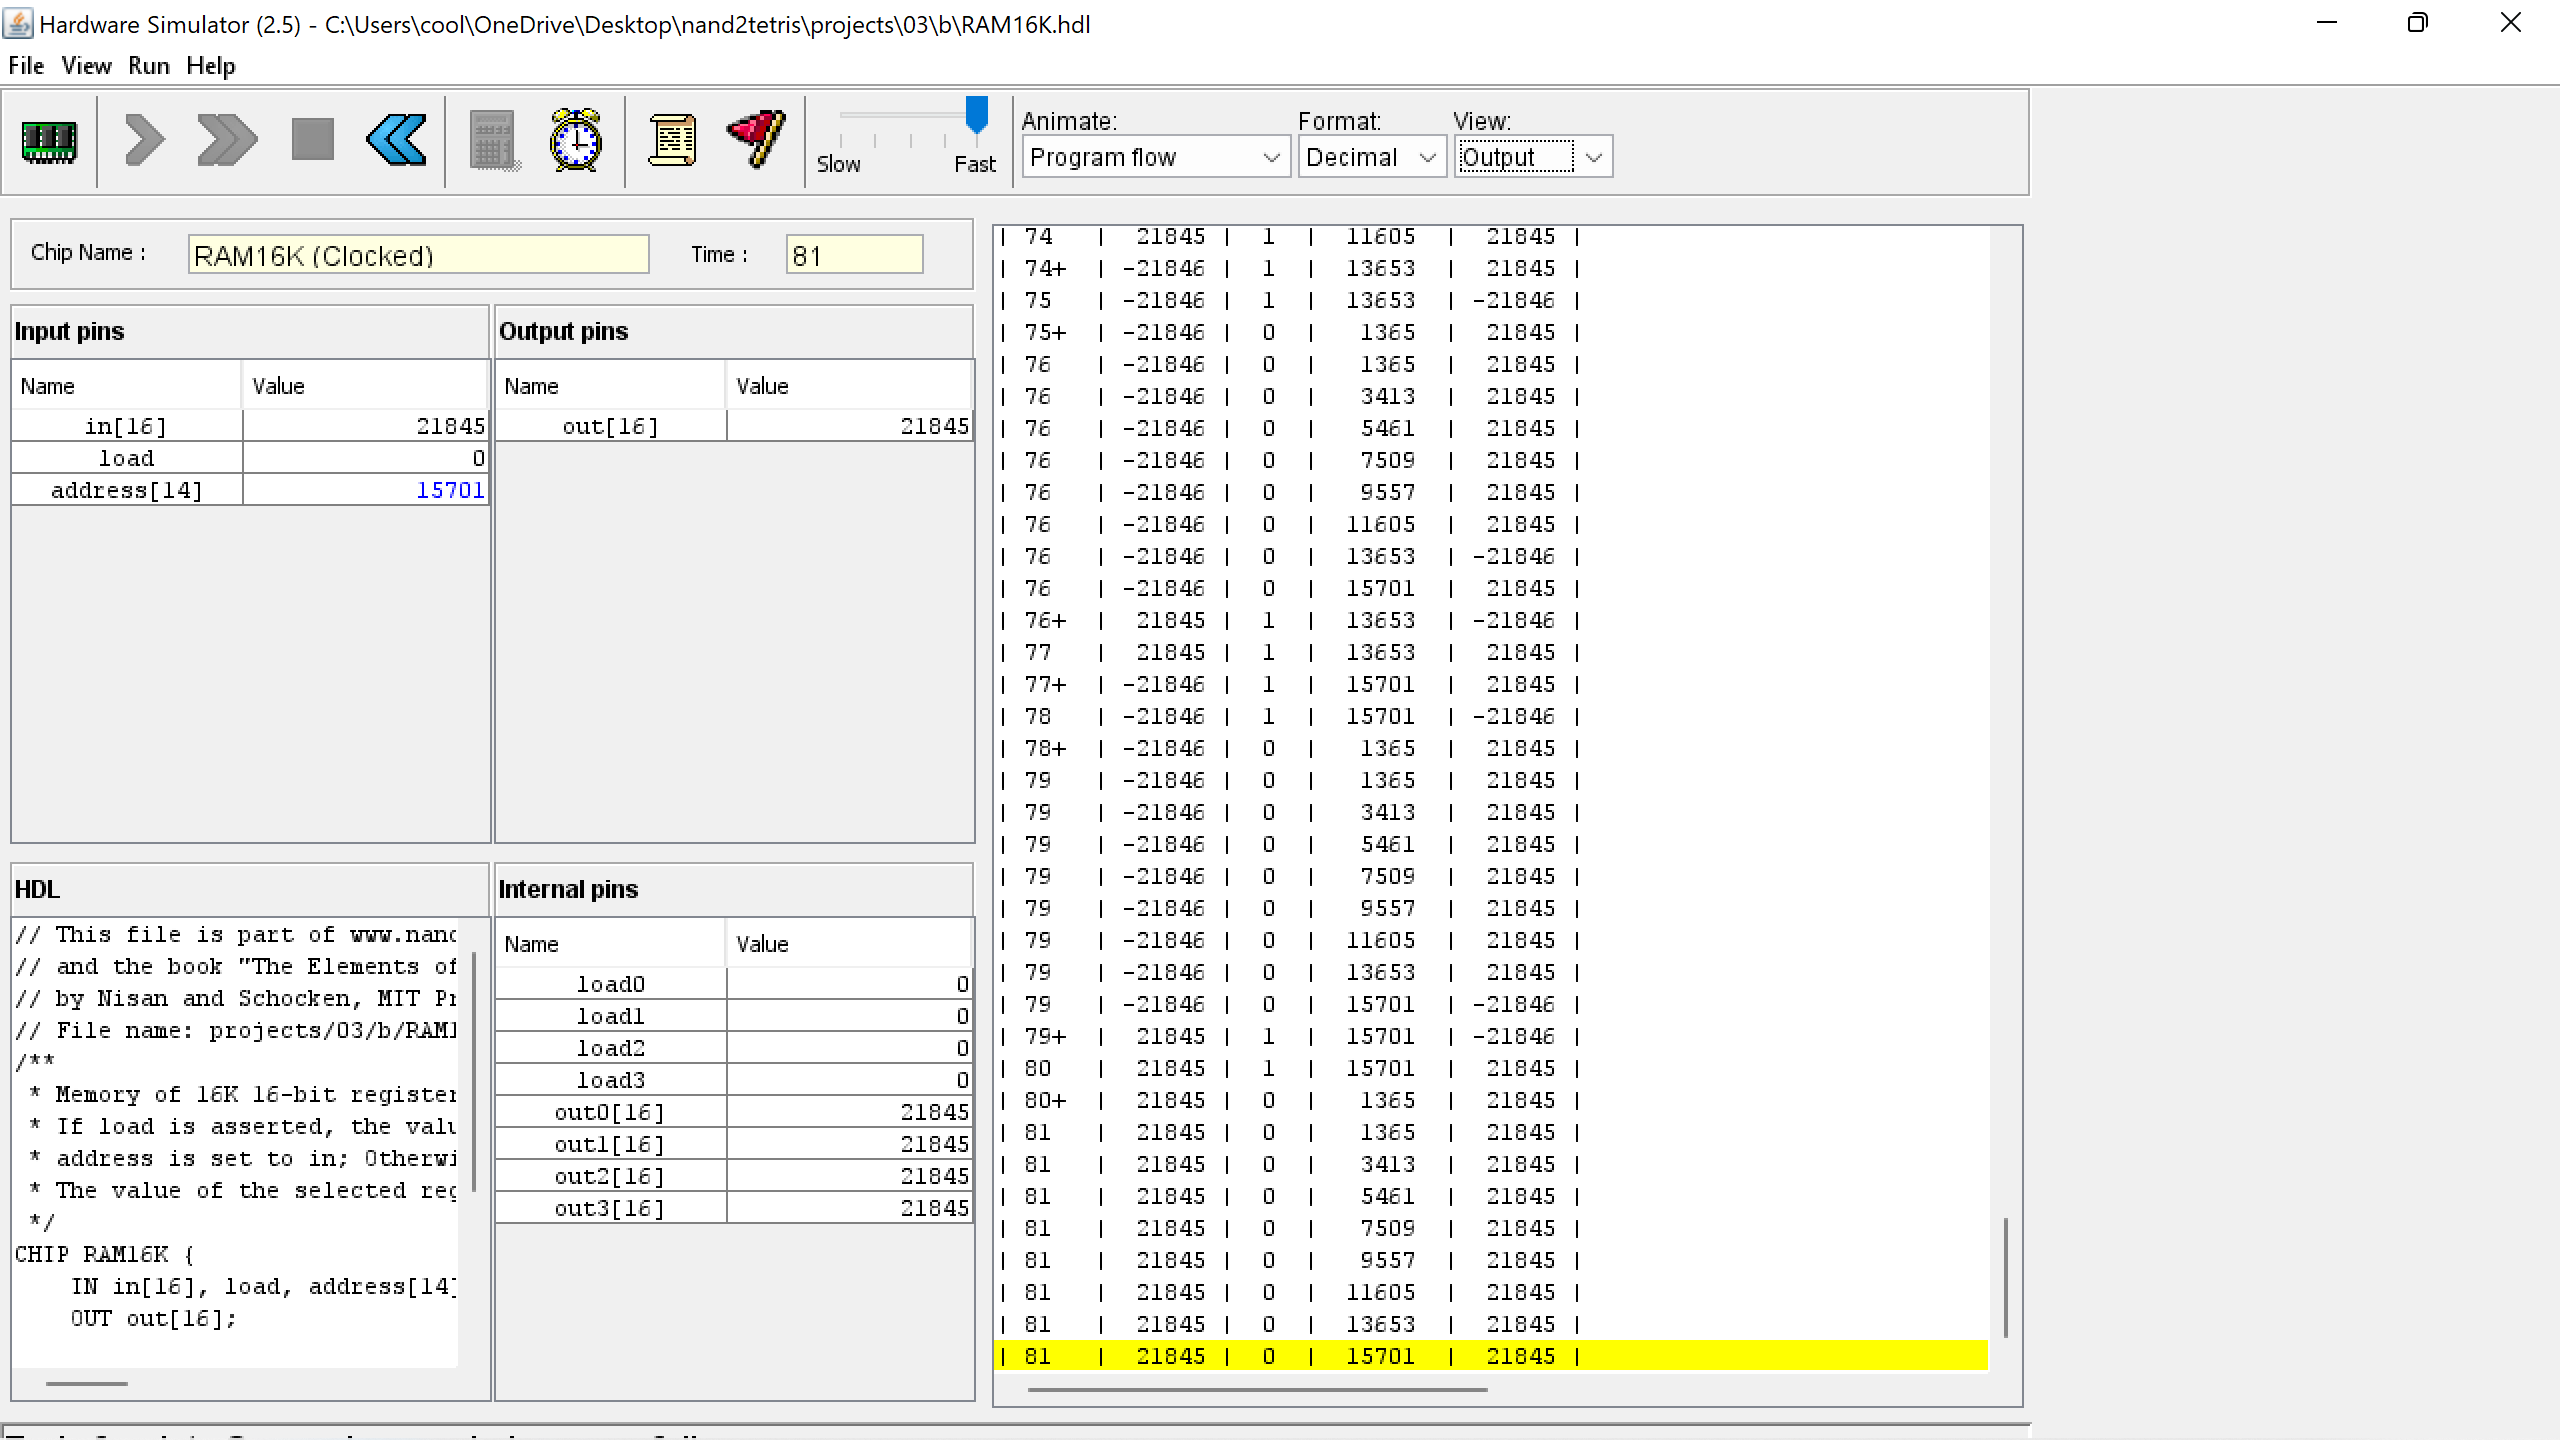 Hardware Simulator (2.5) - C:\Users\cool\OneDrive\Desktop\nand2tetris\projects\03\b\RAM16K.hdl
File View Run Help
Slow Fast
Animate: Format: View:
Program flow Decimal Output
Chip Name : RAM16K (Clocked) Time : 81
Input pins
Name Value
in[16] 21845
load 0
address[14] 15701
Output pins
Name Value
out[16] 21845
HDL
// This file is part of www.nand
// and the book "The Elements of
// by Nisan and Schocken, MIT Pr
// File name: projects/03/b/RAM1
/**
* Memory of 16K 16-bit register
* If load is asserted, the valu
* address is set to in; Otherwi
* The value of the selected reg
*/
CHIP RAM16K {
IN in[16], load, address[14]
OUT out[16];
Internal pins
Name Value
load0 0
load1 0
load2 0
load3 0
out0[16] 21845
out1[16] 21845
out2[16] 21845
out3[16] 21845
| 74 | 21845 | 1 | 11605 | 21845 |
| 74+ | -21846 | 1 | 13653 | 21845 |
| 75 | -21846 | 1 | 13653 | -21846 |
| 75+ | -21846 | 0 | 1365 | 21845 |
| 76 | -21846 | 0 | 1365 | 21845 |
| 76 | -21846 | 0 | 3413 | 21845 |
| 76 | -21846 | 0 | 5461 | 21845 |
| 76 | -21846 | 0 | 7509 | 21845 |
| 76 | -21846 | 0 | 9557 | 21845 |
| 76 | -21846 | 0 | 11605 | 21845 |
| 76 | -21846 | 0 | 13653 | -21846 |
| 76 | -21846 | 0 | 15701 | 21845 |
| 76+ | 21845 | 1 | 13653 | -21846 |
| 77 | 21845 | 1 | 13653 | 21845 |
| 77+ | -21846 | 1 | 15701 | 21845 |
| 78 | -21846 | 1 | 15701 | -21846 |
| 78+ | -21846 | 0 | 1365 | 21845 |
| 79 | -21846 | 0 | 1365 | 21845 |
| 79 | -21846 | 0 | 3413 | 21845 |
| 79 | -21846 | 0 | 5461 | 21845 |
| 79 | -21846 | 0 | 7509 | 21845 |
| 79 | -21846 | 0 | 9557 | 21845 |
| 79 | -21846 | 0 | 11605 | 21845 |
| 79 | -21846 | 0 | 13653 | 21845 |
| 79 | -21846 | 0 | 15701 | -21846 |
| 79+ | 21845 | 1 | 15701 | -21846 |
| 80 | 21845 | 1 | 15701 | 21845 |
| 80+ | 21845 | 0 | 1365 | 21845 |
| 81 | 21845 | 0 | 1365 | 21845 |
| 81 | 21845 | 0 | 3413 | 21845 |
| 81 | 21845 | 0 | 5461 | 21845 |
| 81 | 21845 | 0 | 7509 | 21845 |
| 81 | 21845 | 0 | 9557 | 21845 |
| 81 | 21845 | 0 | 11605 | 21845 |
| 81 | 21845 | 0 | 13653 | 21845 |
| 81 | 21845 | 0 | 15701 | 21845 |